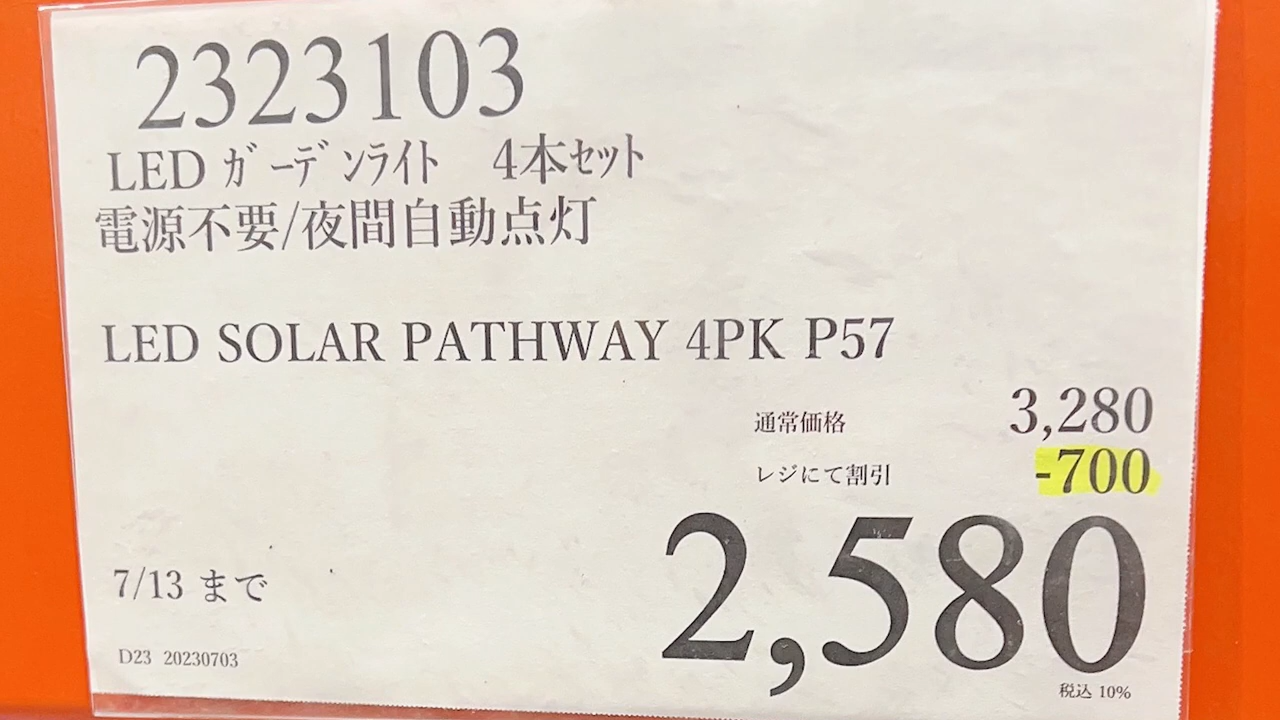 2323103
LED ｶﾞｰﾃﾞﾝﾗｲﾄ　4本ｾｯﾄ
電源不要/夜間自動点灯
LED SOLAR PATHWAY 4PK P57
通常価格 3,280
レジにて割引 -700
2,580
7/13 まで
D23 20230703
税込 10%